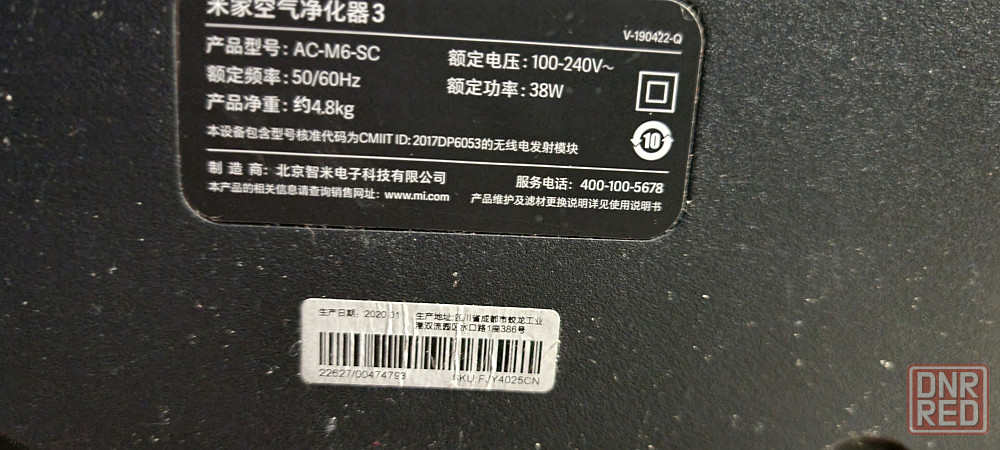 米家空气净化器3
V-190422-Q
产品型号: AC-M6-SC
额定电压: 100-240V~
额定频率: 50/60Hz
额定功率: 38W
产品净重: 约4.8kg
10
本设备包含型号核准代码为CMIIT ID: 2017DP6053的无线电发射模块
制 造 商: 北京智米电子科技有限公司
服务电话: 400-100-5678
本产品的相关信息请查询销售网址: www.mi.com
产品维护及滤材更换说明详见使用说明书
生产日期: 2020 01
生产地址:四川省成都市蛟龙工业
港双流园区水口路1座386号
22627/00474793
SKU:FJY4025CN
DNR
RED